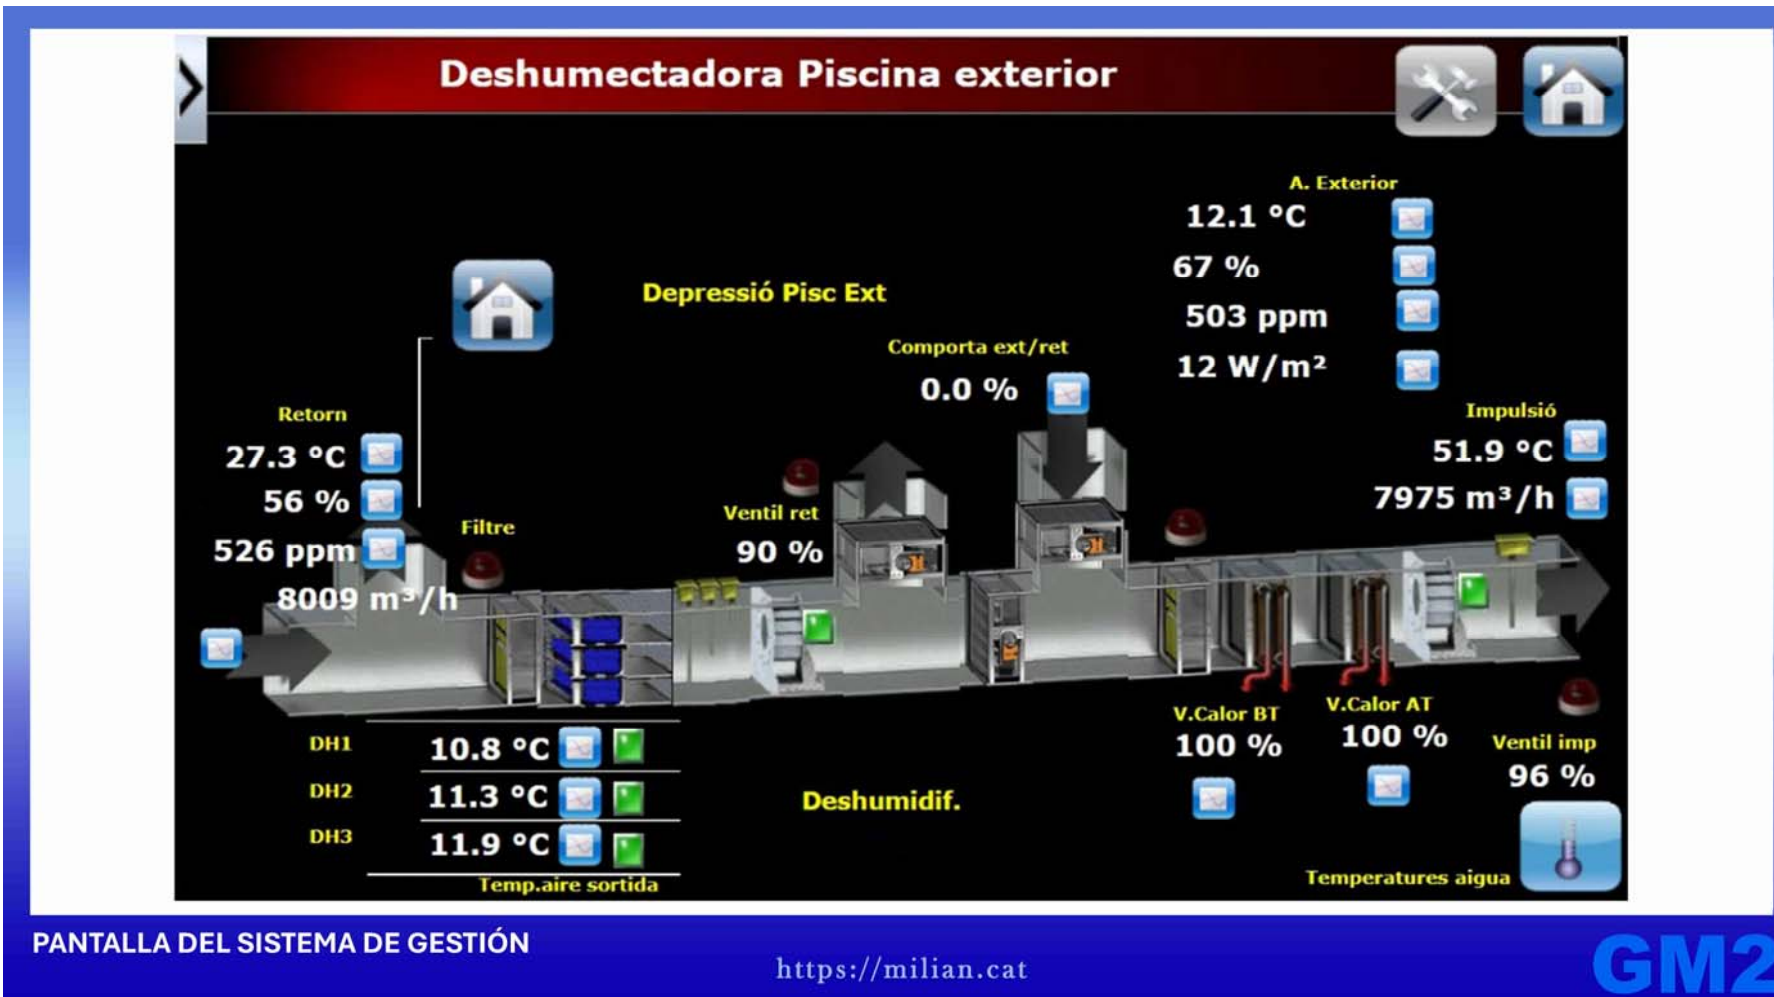 Deshumectadora Piscina exterior
A. Exterior
12.1 °C
67 %
503 ppm
12 W/m²
Depressió Pisc Ext
Comporta ext/ret
0.0 %
Retorn
27.3 °C
56 %
526 ppm
8009 m³/h
Filtre
Ventil ret
90 %
Impulsió
51.9 °C
7975 m³/h
DH1 10.8 °C
DH2 11.3 °C
DH3 11.9 °C
Temp.aire sortida
Deshumidif.
V.Calor BT
100 %
V.Calor AT
100 %
Ventil imp
96 %
Temperatures aigua
PANTALLA DEL SISTEMA DE GESTIÓN
https://milian.cat
GM2